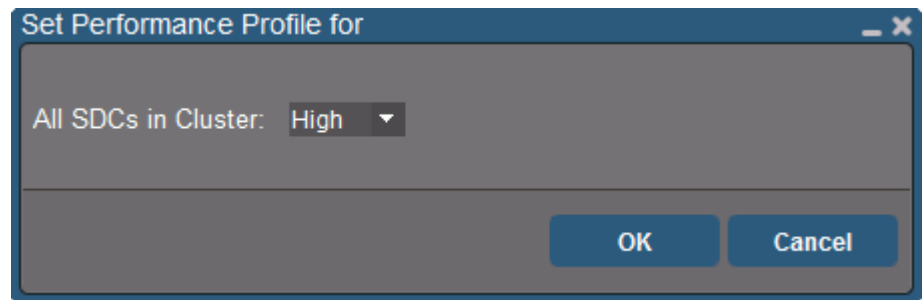 Set Performance Profile for
All SDCs in Cluster: High
OK Cancel